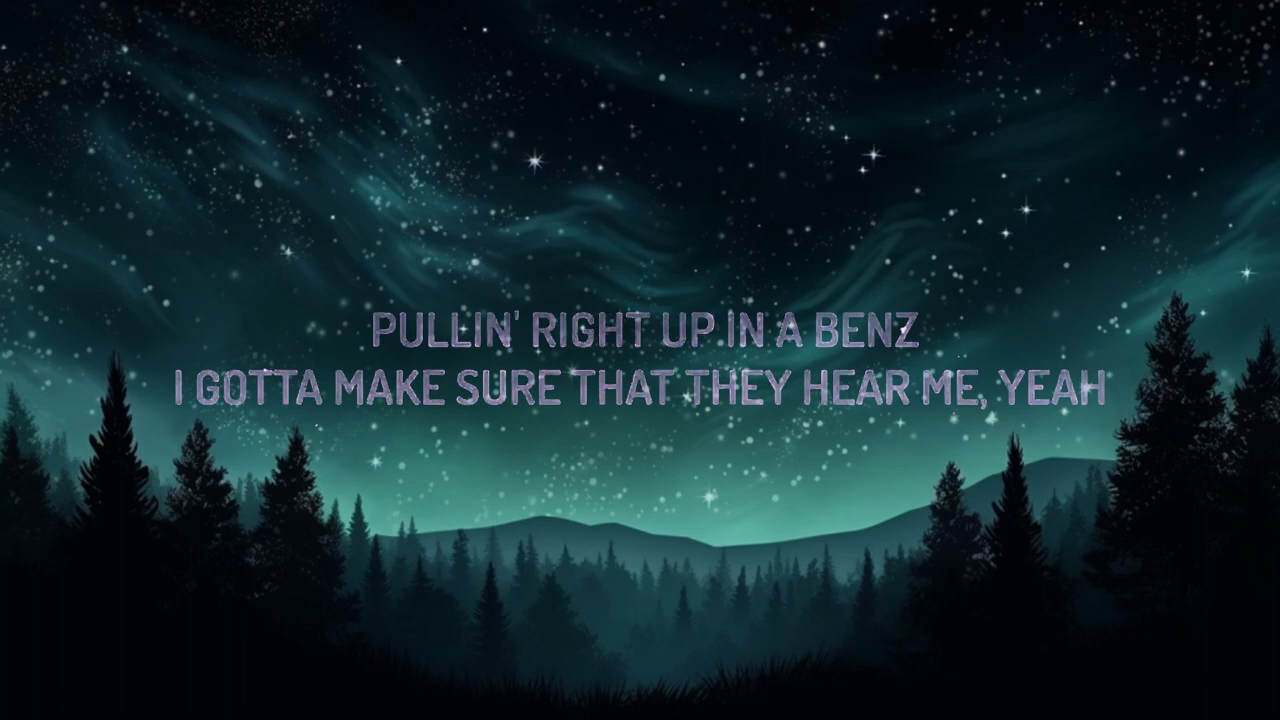 PULLIN' RIGHT UP IN A BENZ
I GOTTA MAKE SURE THAT THEY HEAR ME, YEAH